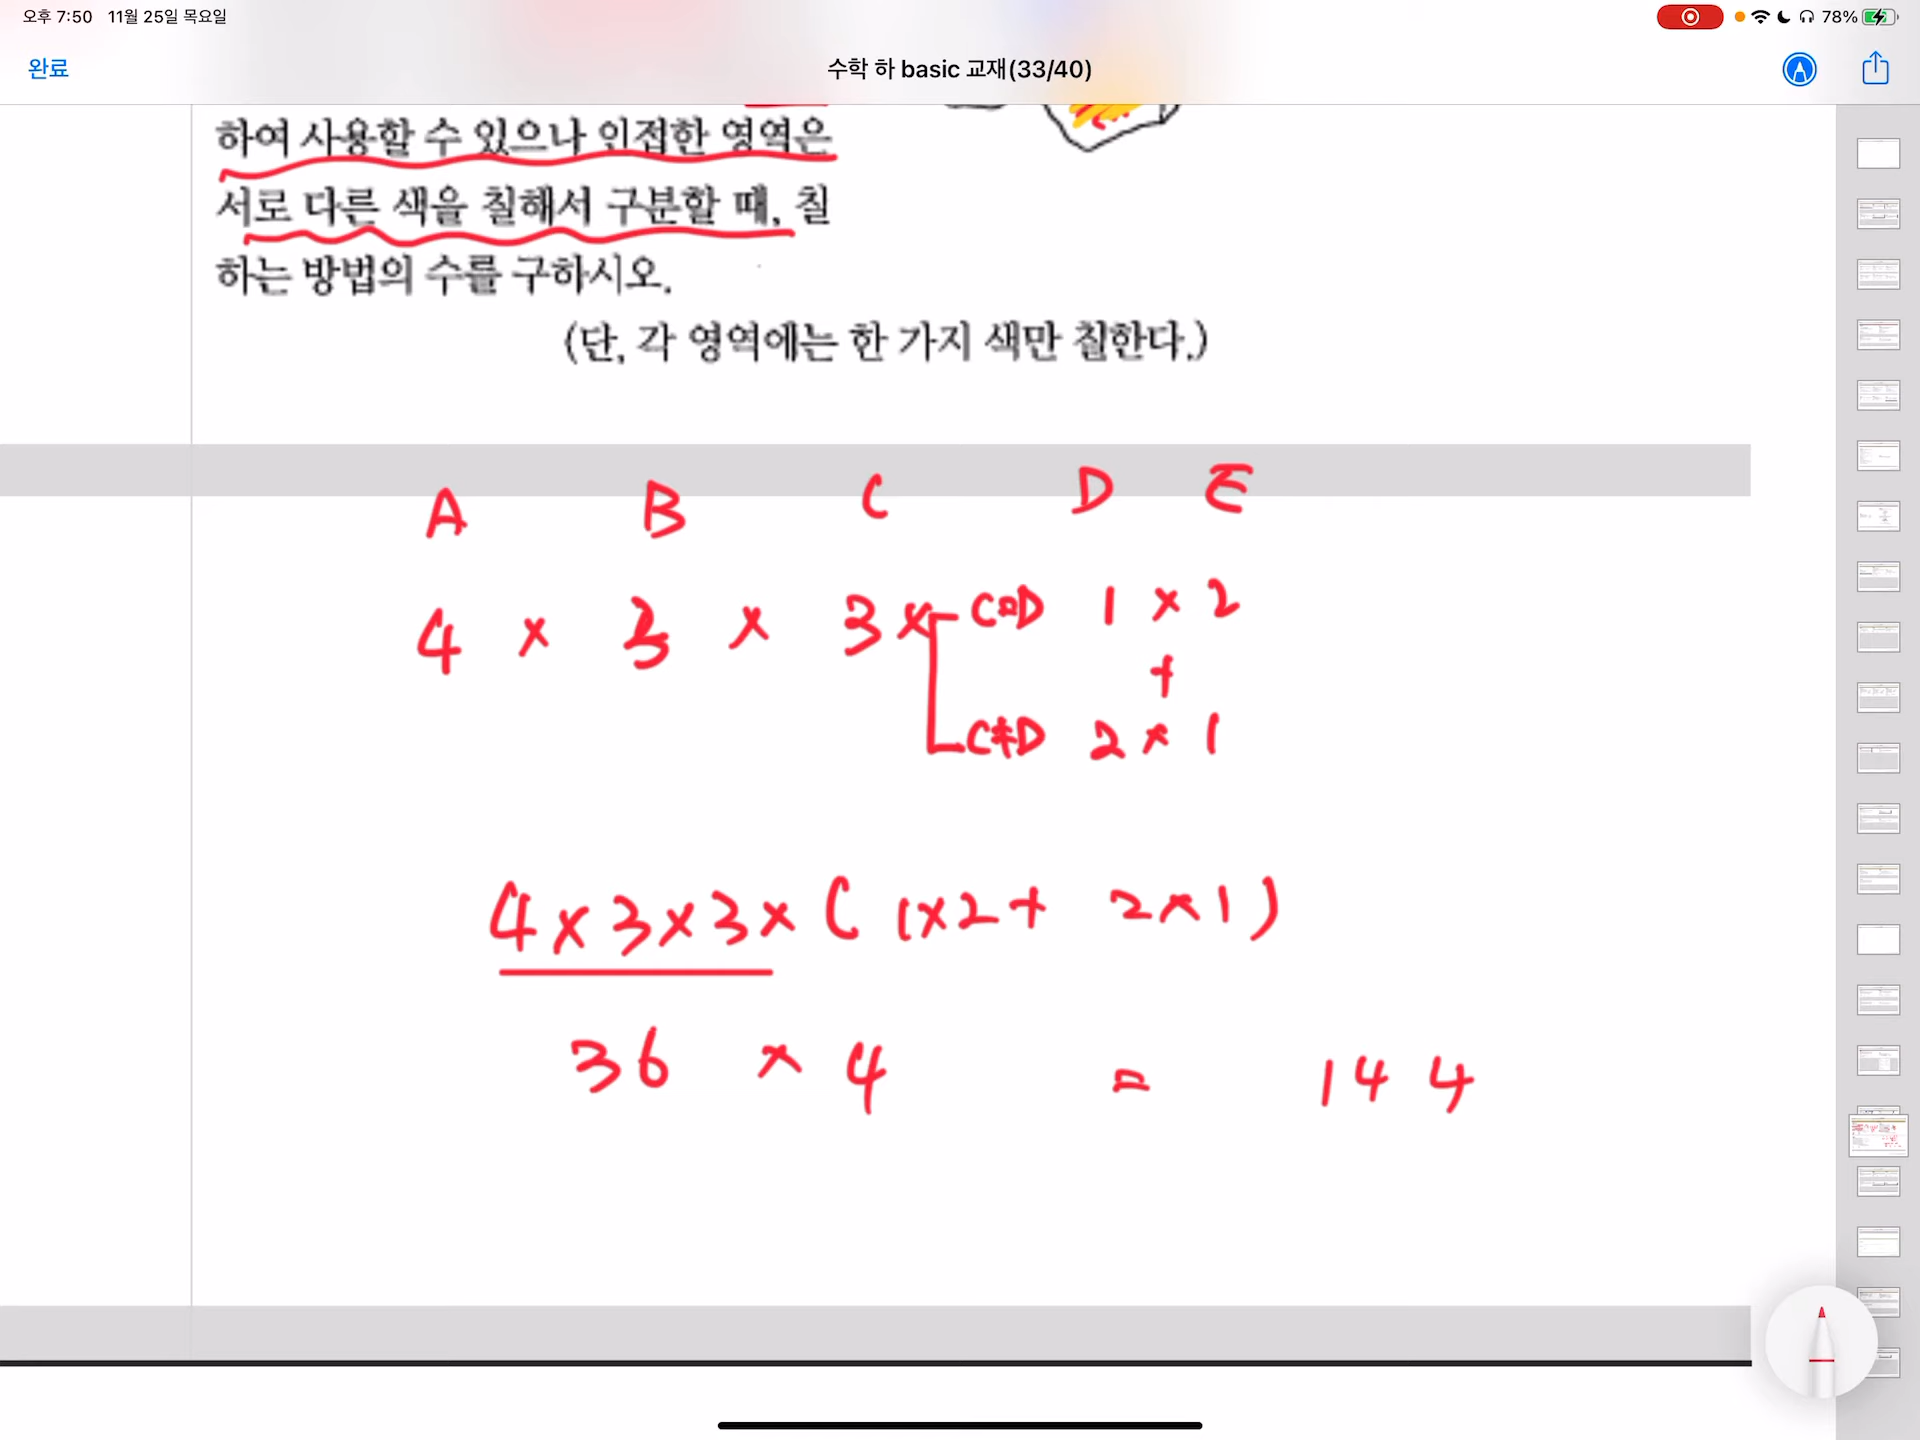 오후 7:50 11월 25일 목요일
78%
완료
수학 하 basic 교재(33/40)
하여 사용할 수 있으나 인접한 영역은
서로 다른 색을 칠해서 구분할 때, 칠
하는 방법의 수를 구하시오.
(단, 각 영역에는 한 가지 색만 칠한다.)
A B C D E
4 × 3 × 3 × C=D 1 × 2
+
C≠D 2 × 1
4×3×3×( 1×2+ 2×1)
36 × 4 = 144